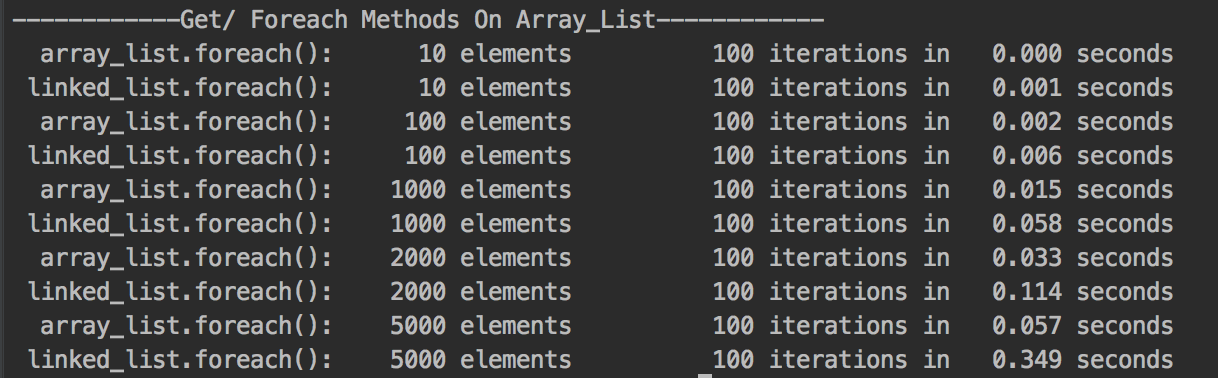 ------------Get/ Foreach Methods On Array_List------------
array_list.foreach(): 10 elements 100 iterations in 0.000 seconds
linked_list.foreach(): 10 elements 100 iterations in 0.001 seconds
array_list.foreach(): 100 elements 100 iterations in 0.002 seconds
linked_list.foreach(): 100 elements 100 iterations in 0.006 seconds
array_list.foreach(): 1000 elements 100 iterations in 0.015 seconds
linked_list.foreach(): 1000 elements 100 iterations in 0.058 seconds
array_list.foreach(): 2000 elements 100 iterations in 0.033 seconds
linked_list.foreach(): 2000 elements 100 iterations in 0.114 seconds
array_list.foreach(): 5000 elements 100 iterations in 0.057 seconds
linked_list.foreach(): 5000 elements 100 iterations in 0.349 seconds